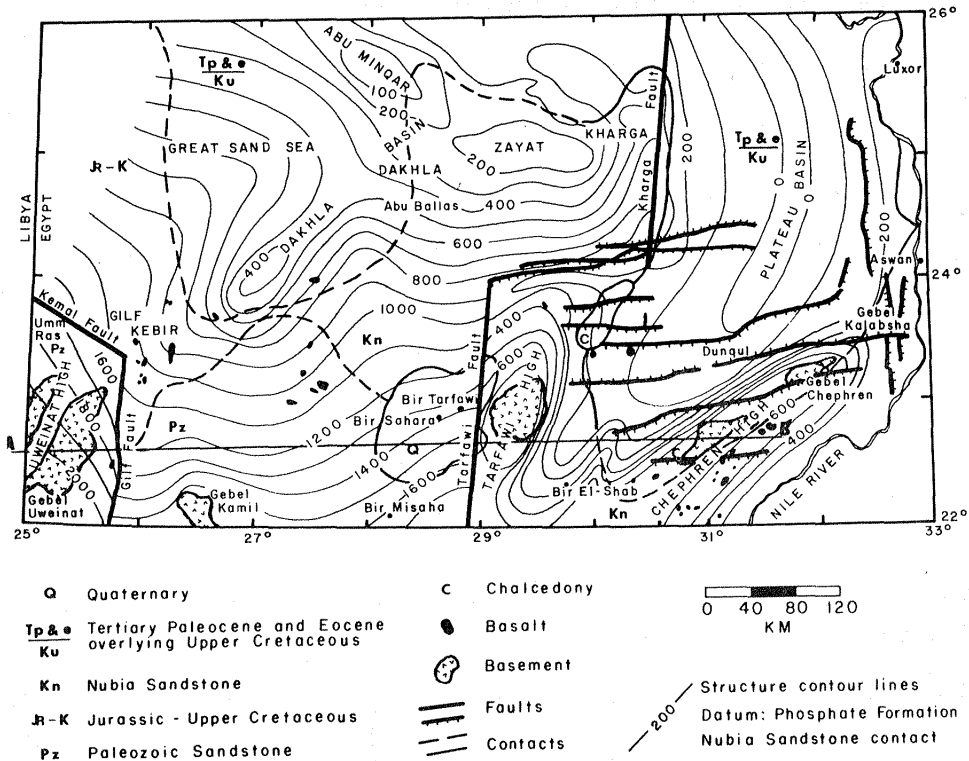 26°
ABU MINQAR
Tp & e
Ku
100
200
Luxor
Fault
BASIN
KHARGA
GREAT SAND SEA
ZAYAT
200
200
Tp & e
Ku
JR-K
DAKHLA
Kharga
PLATEAU BASIN
0
0
0
LIBYA
EGYPT
Abu Ballas
400
DAKHLA
400
600
200
800
Aswan
24°
Kemal Fault
GILF
KEBIR
1000
400
Gebel
Kalabsha
Umm
Ras
Pz
Kn
C
Fault
600
HIGH
Dunqul
1600
UWEINAT HIGH
800
Bir Tarfawi
Gebel
Chephren
Pz
1200
Bir Sahara
600
A
Gilf Fault
1400
Q
Tarfawi
TARFAWI
HIGH
B
400
C
2000
1600
CHEPHREN
NILE RIVER
Gebel
Uweinat
Gebel
Kamil
Bir Misaha
Bir El-Shab
Kn
22°
25°
27°
29°
31°
33°
Q Quaternary
Tp & e
Ku
Tertiary Paleocene and Eocene
overlying Upper Cretaceous
Kn Nubia Sandstone
JR-K Jurassic - Upper Cretaceous
Pz Paleozoic Sandstone
C Chalcedony
Basalt
Basement
Faults
Contacts
0 40 80 120
KM
200
Structure contour lines
Datum: Phosphate Formation
Nubia Sandstone contact